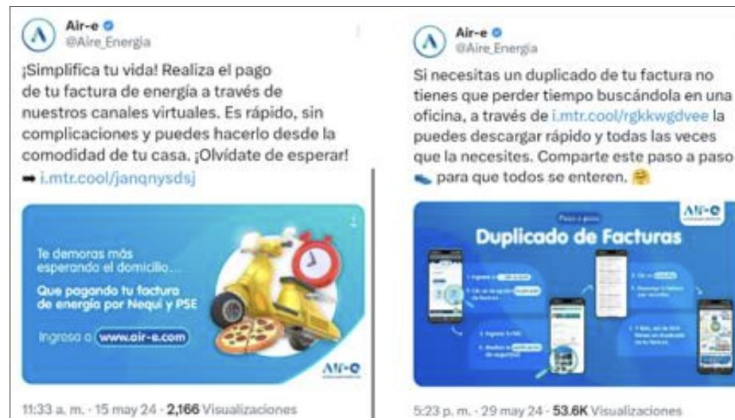 Air-e
@Aire_Energia
¡Simplifica tu vida! Realiza el pago
de tu factura de energía a través de
nuestros canales virtuales. Es rápido, sin
complicaciones y puedes hacerlo desde la
comodidad de tu casa. ¡Olvídate de esperar!
➡ i.mtr.cool/janqnysdsj
Te demoras más
esperando el domicilio...
Que pagando tu factura
de energía por Nequi y PSE
Ingresa a www.air-e.com
Air-e
11:33 a. m. · 15 may 24 · 2,166 Visualizaciones
Air-e
@Aire_Energia
Si necesitas un duplicado de tu factura no
tienes que perder tiempo buscándola en una
oficina, a través de i.mtr.cool/rgkkwgdvee la
puedes descargar rápido y todas las veces
que la necesites. Comparte este paso a paso
para que todos se enteren.
Air-e
Paso a paso
Duplicado de Facturas
5:23 p. m. · 29 may 24 · 53.6K Visualizaciones